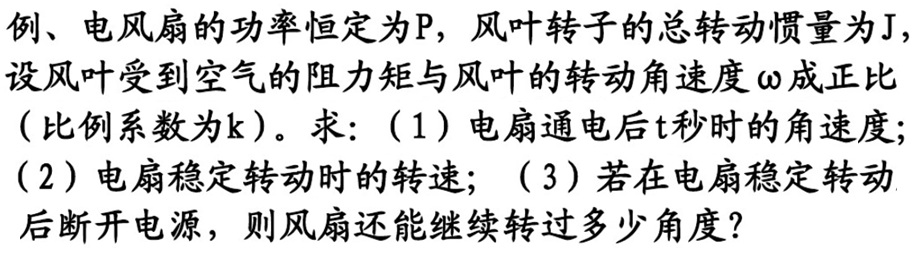 例、电风扇的功率恒定为P，风叶转子的总转动惯量为J，
设风叶受到空气的阻力矩与风叶的转动角速度ω成正比
（比例系数为k）。求：（1）电扇通电后t秒时的角速度；
（2）电扇稳定转动时的转速；（3）若在电扇稳定转动
后断开电源，则风扇还能继续转过多少角度？